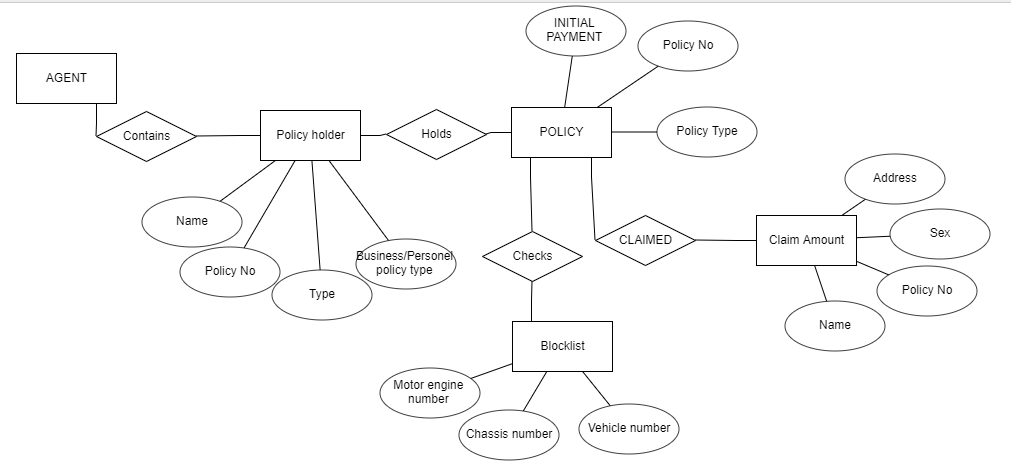 INITIAL
PAYMENT
Policy No
AGENT
Contains
Policy holder
Holds
POLICY
Policy Type
Address
Name
Policy No
Type
Business/Personel
policy type
Checks
CLAIMED
Claim Amount
Sex
Policy No
Name
Blocklist
Motor engine
number
Chassis number
Vehicle number